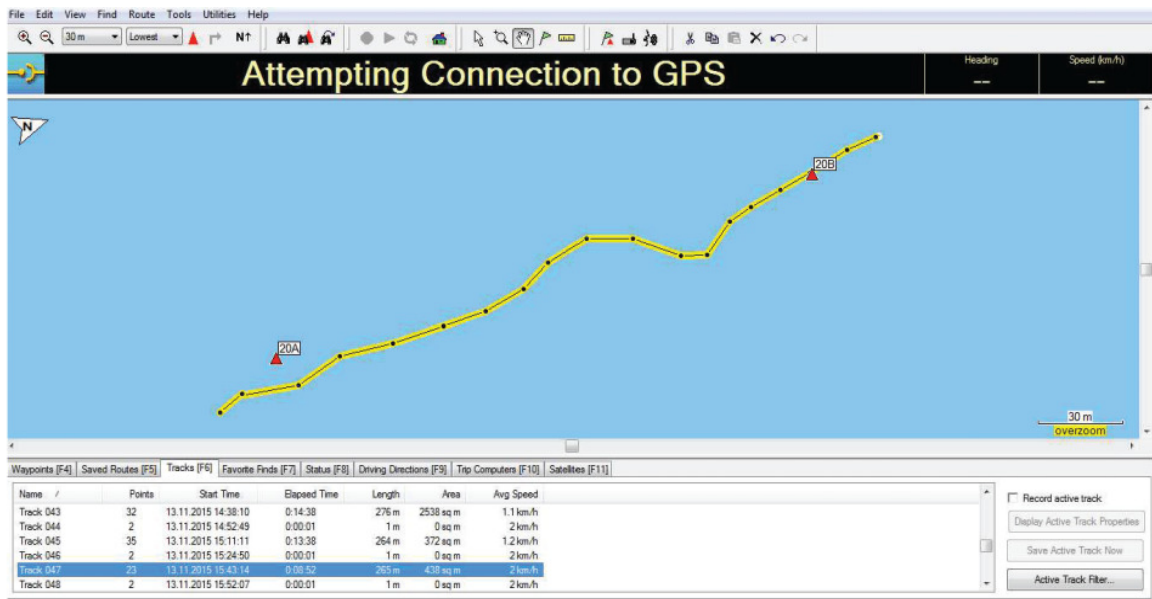 File Edit View Find Route Tools Utilities Help
30 m Lowest N↑
Attempting Connection to GPS
Heading Speed (km/h)
-- --
N
20B
20A
30 m
overzoom
Waypoints [F4] Saved Routes [F5] Tracks [F6] Favorite Finds [F7] Status [F8] Driving Directions [F9] Trip Computers [F10] Satellites [F11]
Name / Points Start Time Elapsed Time Length Area Avg Speed
Track 043 32 13.11.2015 14:38:10 0:14:38 276 m 2538 sq m 1.1 km/h
Track 044 2 13.11.2015 14:52:49 0:00:01 1 m 0 sq m 2 km/h
Track 045 35 13.11.2015 15:11:11 0:13:38 264 m 372 sq m 1.2 km/h
Track 046 2 13.11.2015 15:24:50 0:00:01 1 m 0 sq m 2 km/h
Track 047 23 13.11.2015 15:43:14 0:08:52 265 m 438 sq m 2 km/h
Track 048 2 13.11.2015 15:52:07 0:00:01 1 m 0 sq m 2 km/h
Record active track
Display Active Track Properties
Save Active Track Now
Active Track Filter...